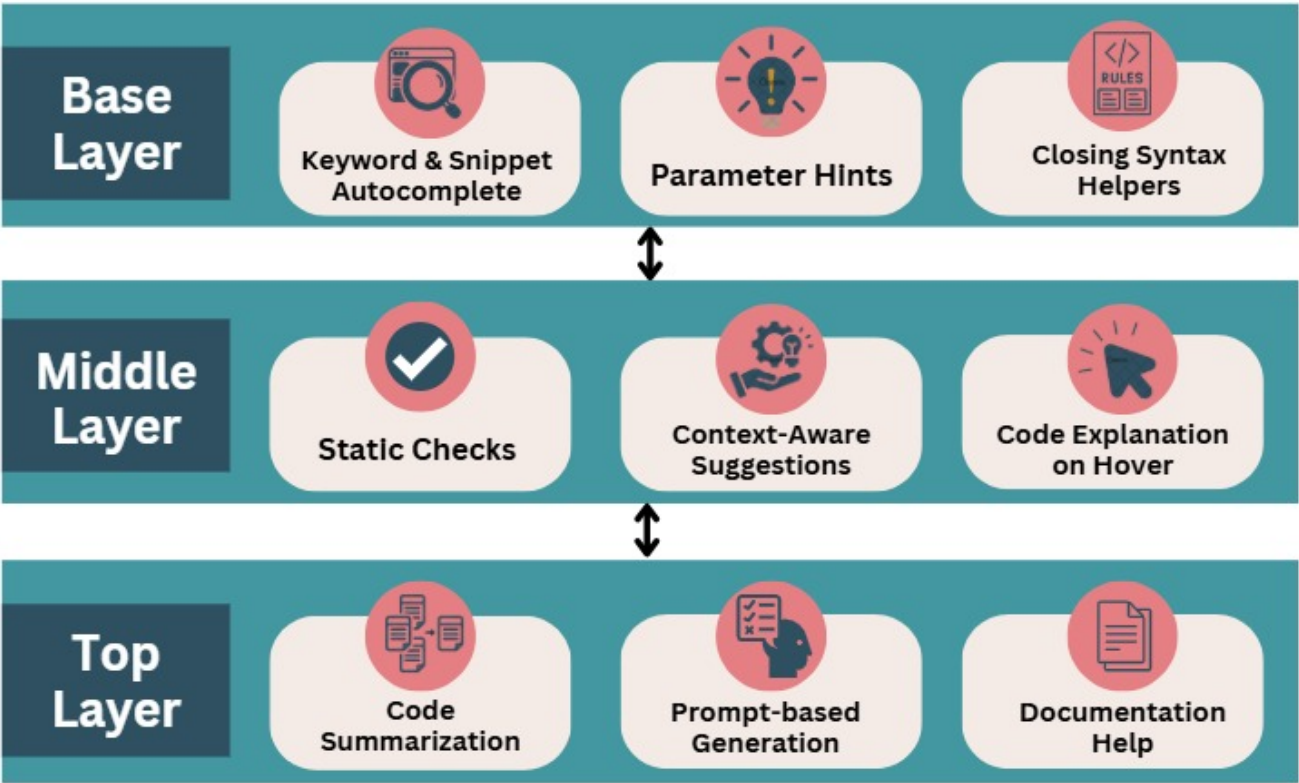 Base
Layer
</>
RULES
Keyword & Snippet
Autocomplete
Parameter Hints
Closing Syntax
Helpers
Middle
Layer
Static Checks
Context-Aware
Suggestions
Code Explanation
on Hover
Top
Layer
Code
Summarization
Prompt-based
Generation
Documentation
Help